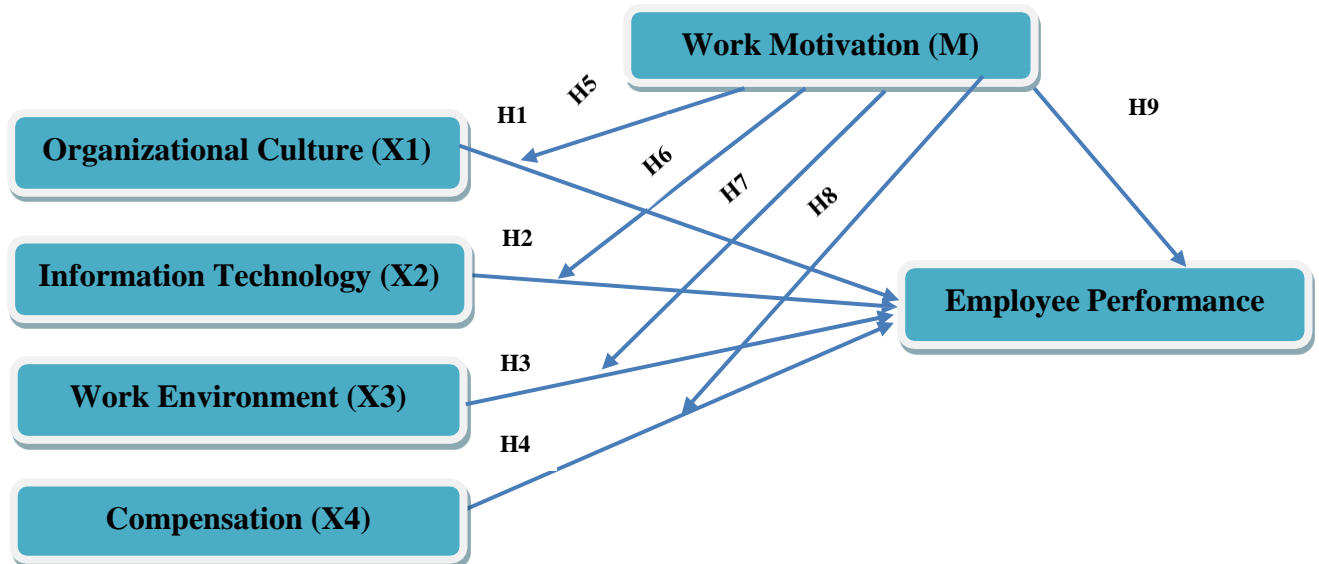 Work Motivation (M)
H5
H1
H9
Organizational Culture (X1)
H6
H7
H8
H2
Information Technology (X2)
Employee Performance
H3
Work Environment (X3)
H4
Compensation (X4)